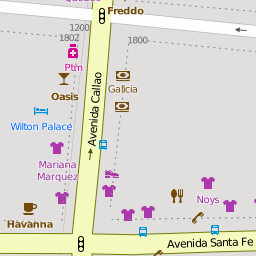 Freddo
1200
1802
1800
Ptm
Galicia
Oasis
Avenida Callao
Wilton Palace
Mariana
Marquez
Noys
Havanna
Avenida Santa Fe